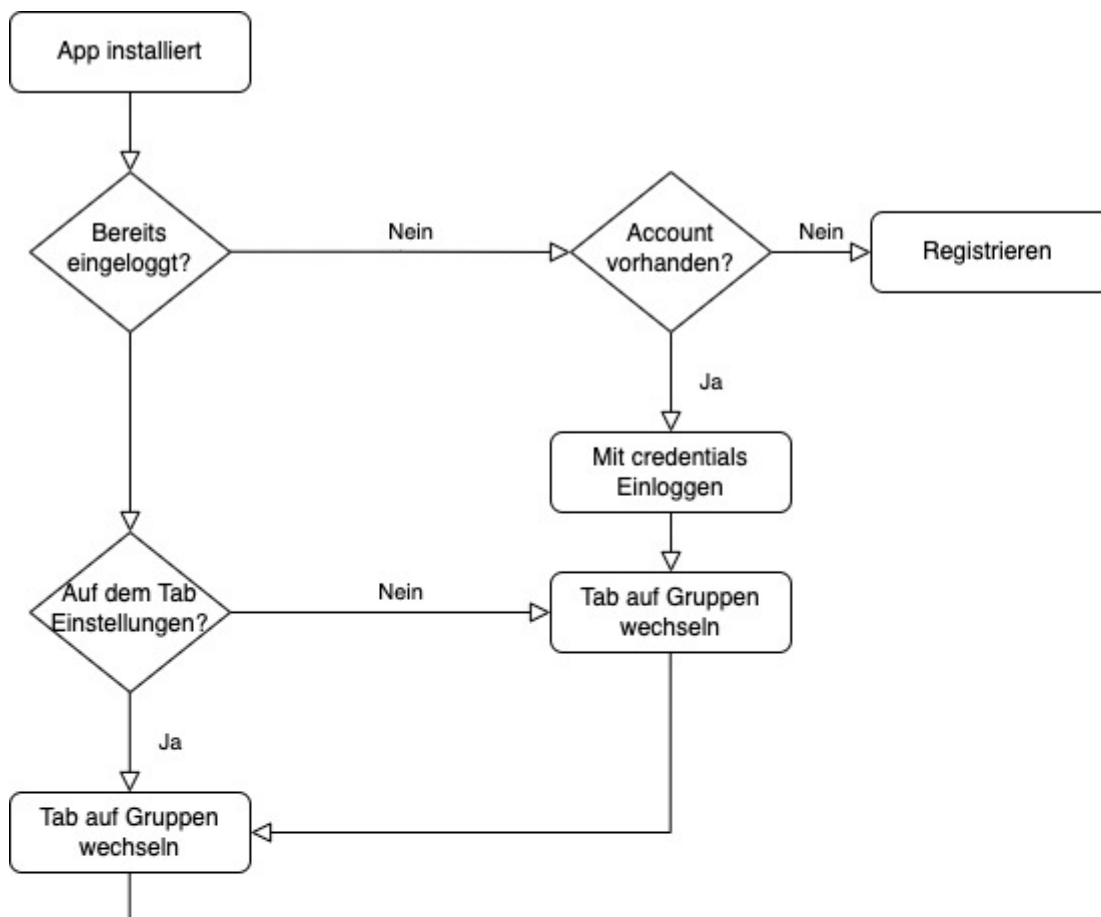 App installiert
Bereits
eingeloggt?
Nein
Account
vorhanden?
Nein
Registrieren
Ja
Mit credentials
Einloggen
Auf dem Tab
Einstellungen?
Nein
Tab auf Gruppen
wechseln
Ja
Tab auf Gruppen
wechseln